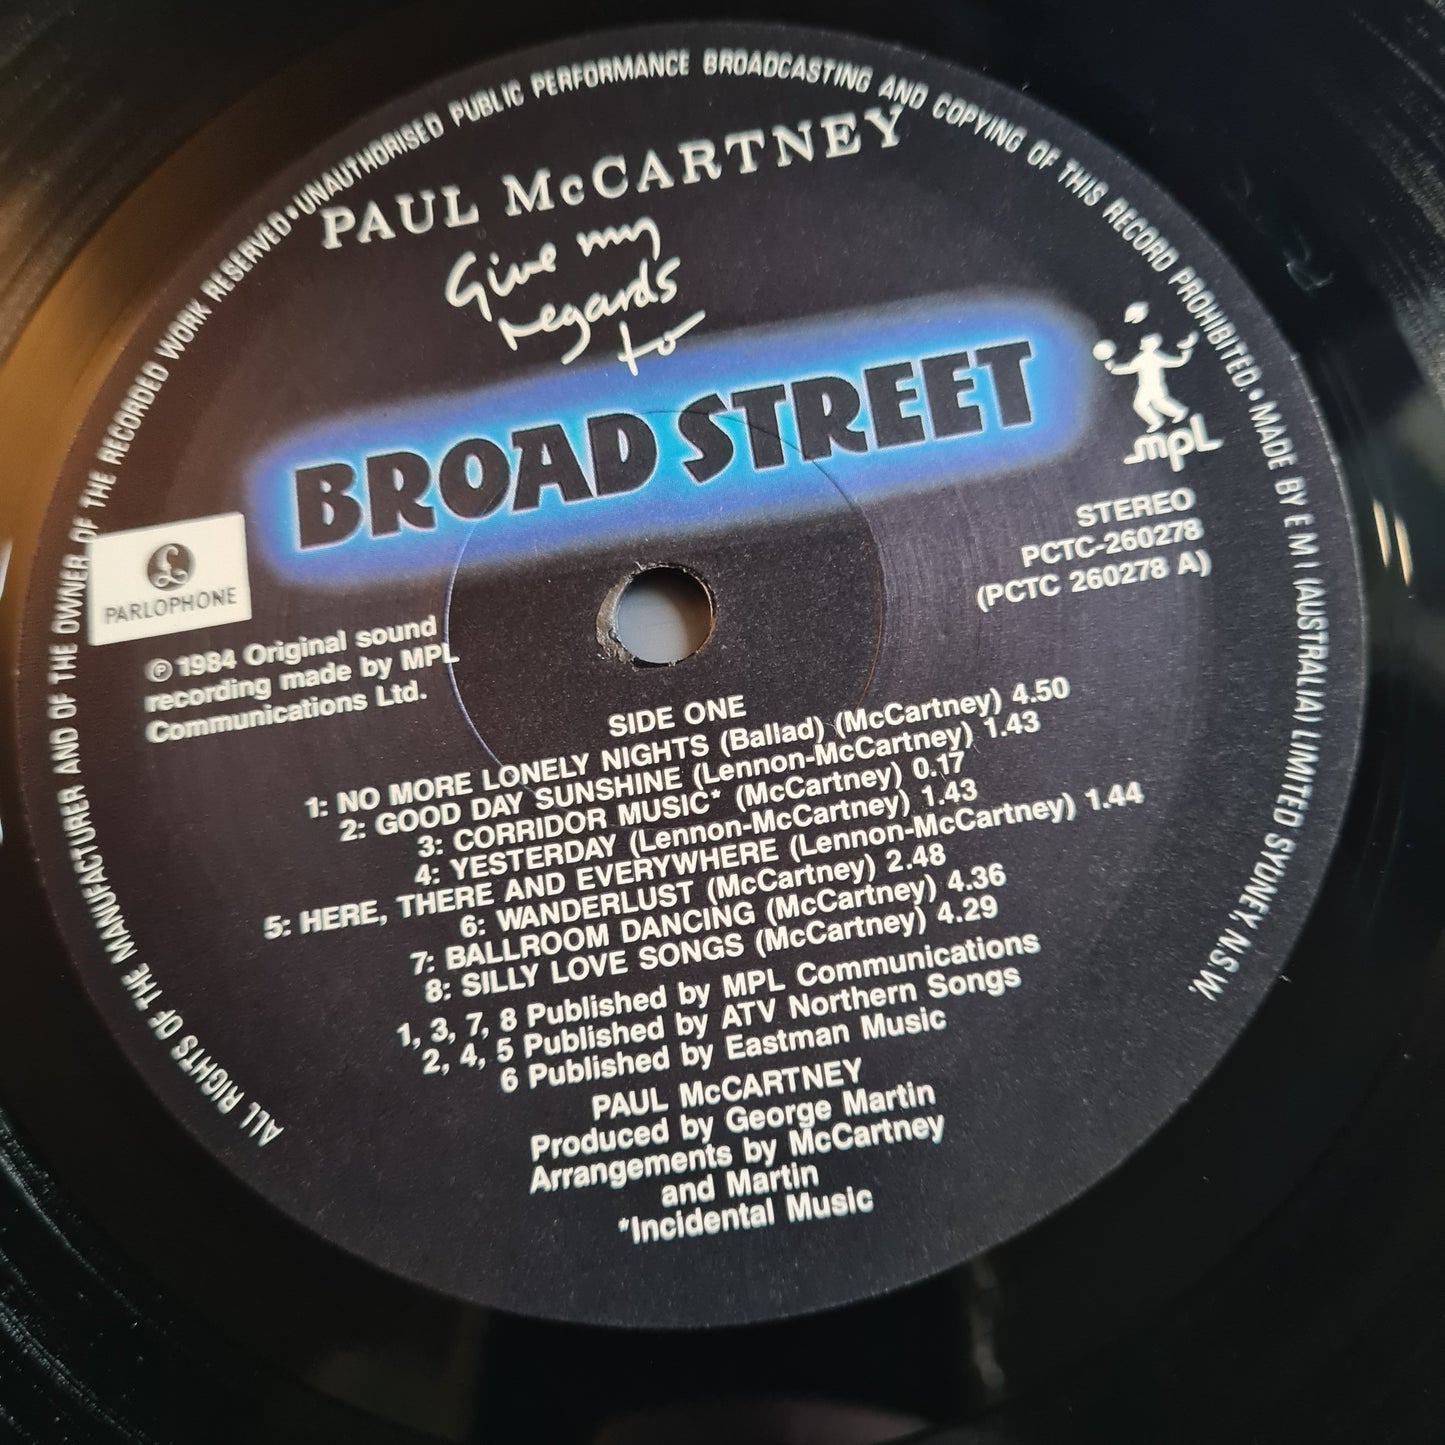 ALL RIGHTS OF THE MANUFACTURER AND OF THE OWNER OF THE RECORDED WORK RESERVED • UNAUTHORISED PUBLIC PERFORMANCE BROADCASTING AND COPYING OF THIS RECORD PROHIBITED. • MADE BY E M I (AUSTRALIA) LIMITED SYDNEY, N.S.W.
PAUL McCARTNEY
Give my
regards
to
BROAD STREET
mpL
£
PARLOPHONE
STEREO
PCTC-260278
(PCTC 260278 A)
℗ 1984 Original sound
recording made by MPL
Communications Ltd.
SIDE ONE
1: NO MORE LONELY NIGHTS (Ballad) (McCartney) 4.50
2: GOOD DAY SUNSHINE (Lennon-McCartney) 1.43
3: CORRIDOR MUSIC* (McCartney) 0.17
4: YESTERDAY (Lennon-McCartney) 1.43
5: HERE, THERE AND EVERYWHERE (Lennon-McCartney) 1.44
6: WANDERLUST (McCartney) 2.48
7: BALLROOM DANCING (McCartney) 4.36
8: SILLY LOVE SONGS (McCartney) 4.29
1, 3, 7, 8 Published by MPL Communications
2, 4, 5 Published by ATV Northern Songs
6 Published by Eastman Music
PAUL McCARTNEY
Produced by George Martin
Arrangements by McCartney
and Martin
*Incidental Music